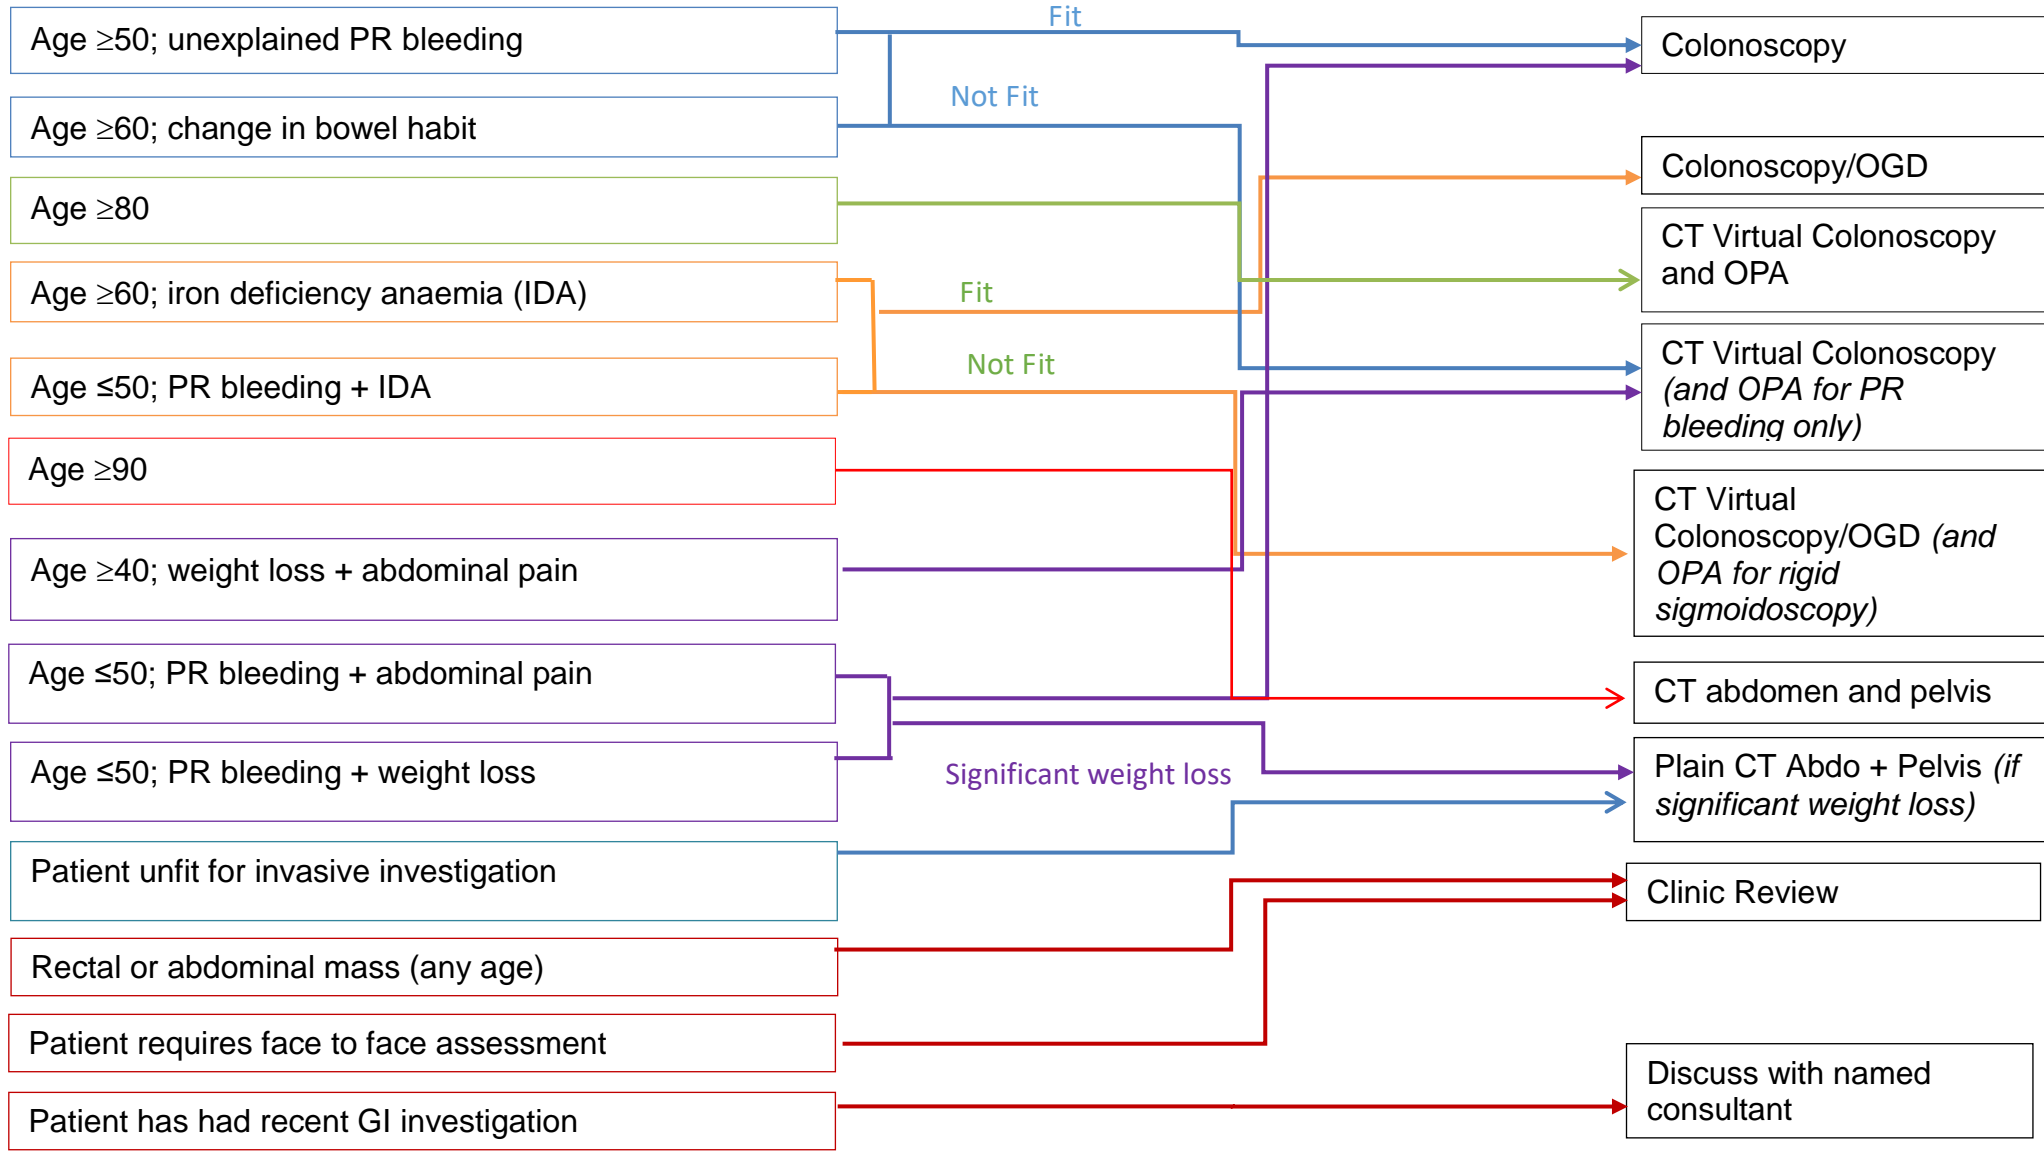 Age ≥50; unexplained PR bleeding
Age ≥60; change in bowel habit
Age ≥80
Age ≥60; iron deficiency anaemia (IDA)
Age ≤50; PR bleeding + IDA
Age ≥90
Age ≥40; weight loss + abdominal pain
Age ≤50; PR bleeding + abdominal pain
Age ≤50; PR bleeding + weight loss
Patient unfit for invasive investigation
Rectal or abdominal mass (any age)
Patient requires face to face assessment
Patient has had recent GI investigation
Fit
Not Fit
Fit
Not Fit
Significant weight loss
Colonoscopy
Colonoscopy/OGD
CT Virtual Colonoscopy
and OPA
CT Virtual Colonoscopy
(and OPA for PR
bleeding only)
CT Virtual
Colonoscopy/OGD (and
OPA for rigid
sigmoidoscopy)
CT abdomen and pelvis
Plain CT Abdo + Pelvis (if
significant weight loss)
Clinic Review
Discuss with named
consultant